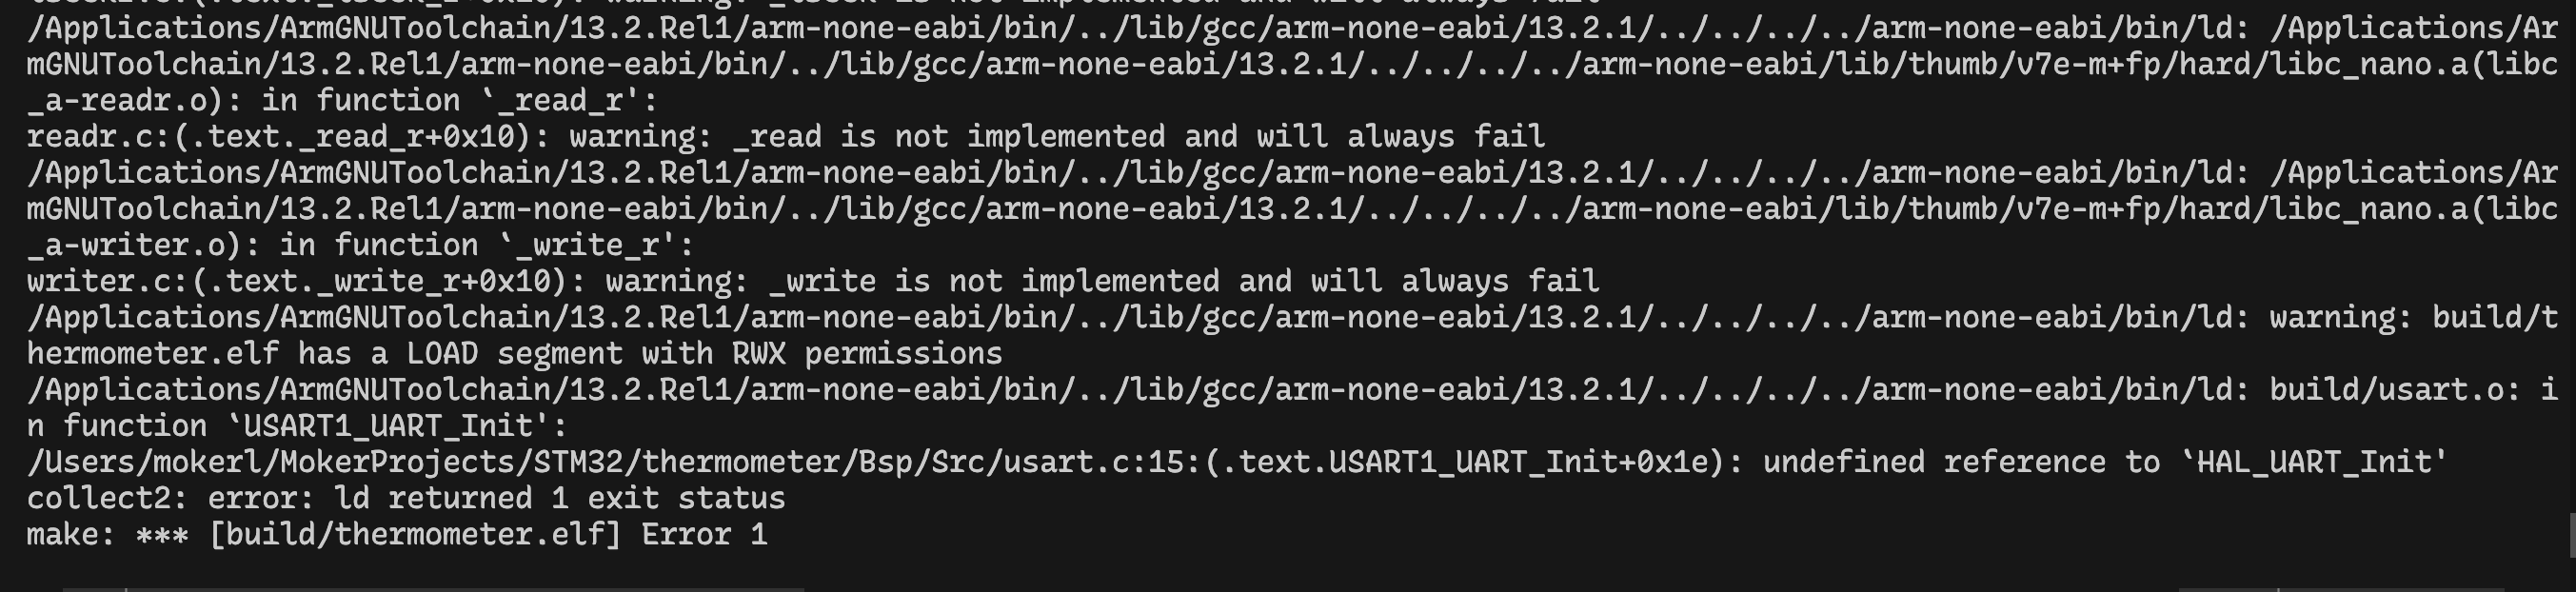 /Applications/ArmGNUToolchain/13.2.Rel1/arm-none-eabi/bin/../lib/gcc/arm-none-eabi/13.2.1/../../../../arm-none-eabi/bin/ld: /Applications/Ar
mGNUToolchain/13.2.Rel1/arm-none-eabi/bin/../lib/gcc/arm-none-eabi/13.2.1/../../../../arm-none-eabi/lib/thumb/v7e-m+fp/hard/libc_nano.a(libc
_a-readr.o): in function `_read_r':
readr.c:(.text._read_r+0x10): warning: _read is not implemented and will always fail
/Applications/ArmGNUToolchain/13.2.Rel1/arm-none-eabi/bin/../lib/gcc/arm-none-eabi/13.2.1/../../../../arm-none-eabi/bin/ld: /Applications/Ar
mGNUToolchain/13.2.Rel1/arm-none-eabi/bin/../lib/gcc/arm-none-eabi/13.2.1/../../../../arm-none-eabi/lib/thumb/v7e-m+fp/hard/libc_nano.a(libc
_a-writer.o): in function `_write_r':
writer.c:(.text._write_r+0x10): warning: _write is not implemented and will always fail
/Applications/ArmGNUToolchain/13.2.Rel1/arm-none-eabi/bin/../lib/gcc/arm-none-eabi/13.2.1/../../../../arm-none-eabi/bin/ld: warning: build/t
hermometer.elf has a LOAD segment with RWX permissions
/Applications/ArmGNUToolchain/13.2.Rel1/arm-none-eabi/bin/../lib/gcc/arm-none-eabi/13.2.1/../../../../arm-none-eabi/bin/ld: build/usart.o: i
n function `USART1_UART_Init':
/Users/mokerl/MokerProjects/STM32/thermometer/Bsp/Src/usart.c:15:(.text.USART1_UART_Init+0x1e): undefined reference to `HAL_UART_Init'
collect2: error: ld returned 1 exit status
make: *** [build/thermometer.elf] Error 1